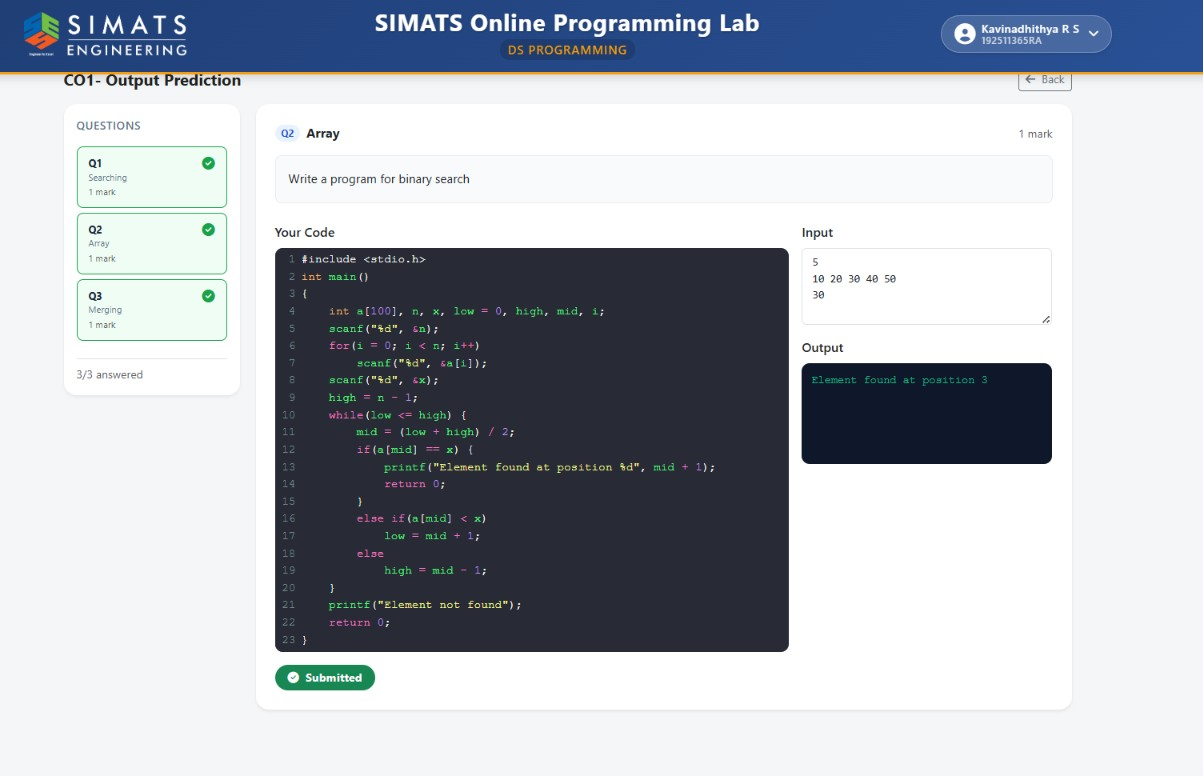 SIMATS
ENGINEERING
SIMATS Online Programming Lab
DS PROGRAMMING
Kavinadhithya R S
192511365RA
CO1- Output Prediction
← Back
QUESTIONS
Q1
Searching
1 mark
Q2
Array
1 mark
Q3
Merging
1 mark
3/3 answered
Q2 Array
1 mark
Write a program for binary search
Your Code
1 #include <stdio.h>
2 int main()
3 {
4     int a[100], n, x, low = 0, high, mid, i;
5     scanf("%d", &n);
6     for(i = 0; i < n; i++)
7         scanf("%d", &a[i]);
8     scanf("%d", &x);
9     high = n - 1;
10     while(low <= high) {
11         mid = (low + high) / 2;
12         if(a[mid] == x) {
13             printf("Element found at position %d", mid + 1);
14             return 0;
15         }
16         else if(a[mid] < x)
17             low = mid + 1;
18         else
19             high = mid - 1;
20     }
21     printf("Element not found");
22     return 0;
23 }
Submitted
Input
5
10 20 30 40 50
30
Output
Element found at position 3